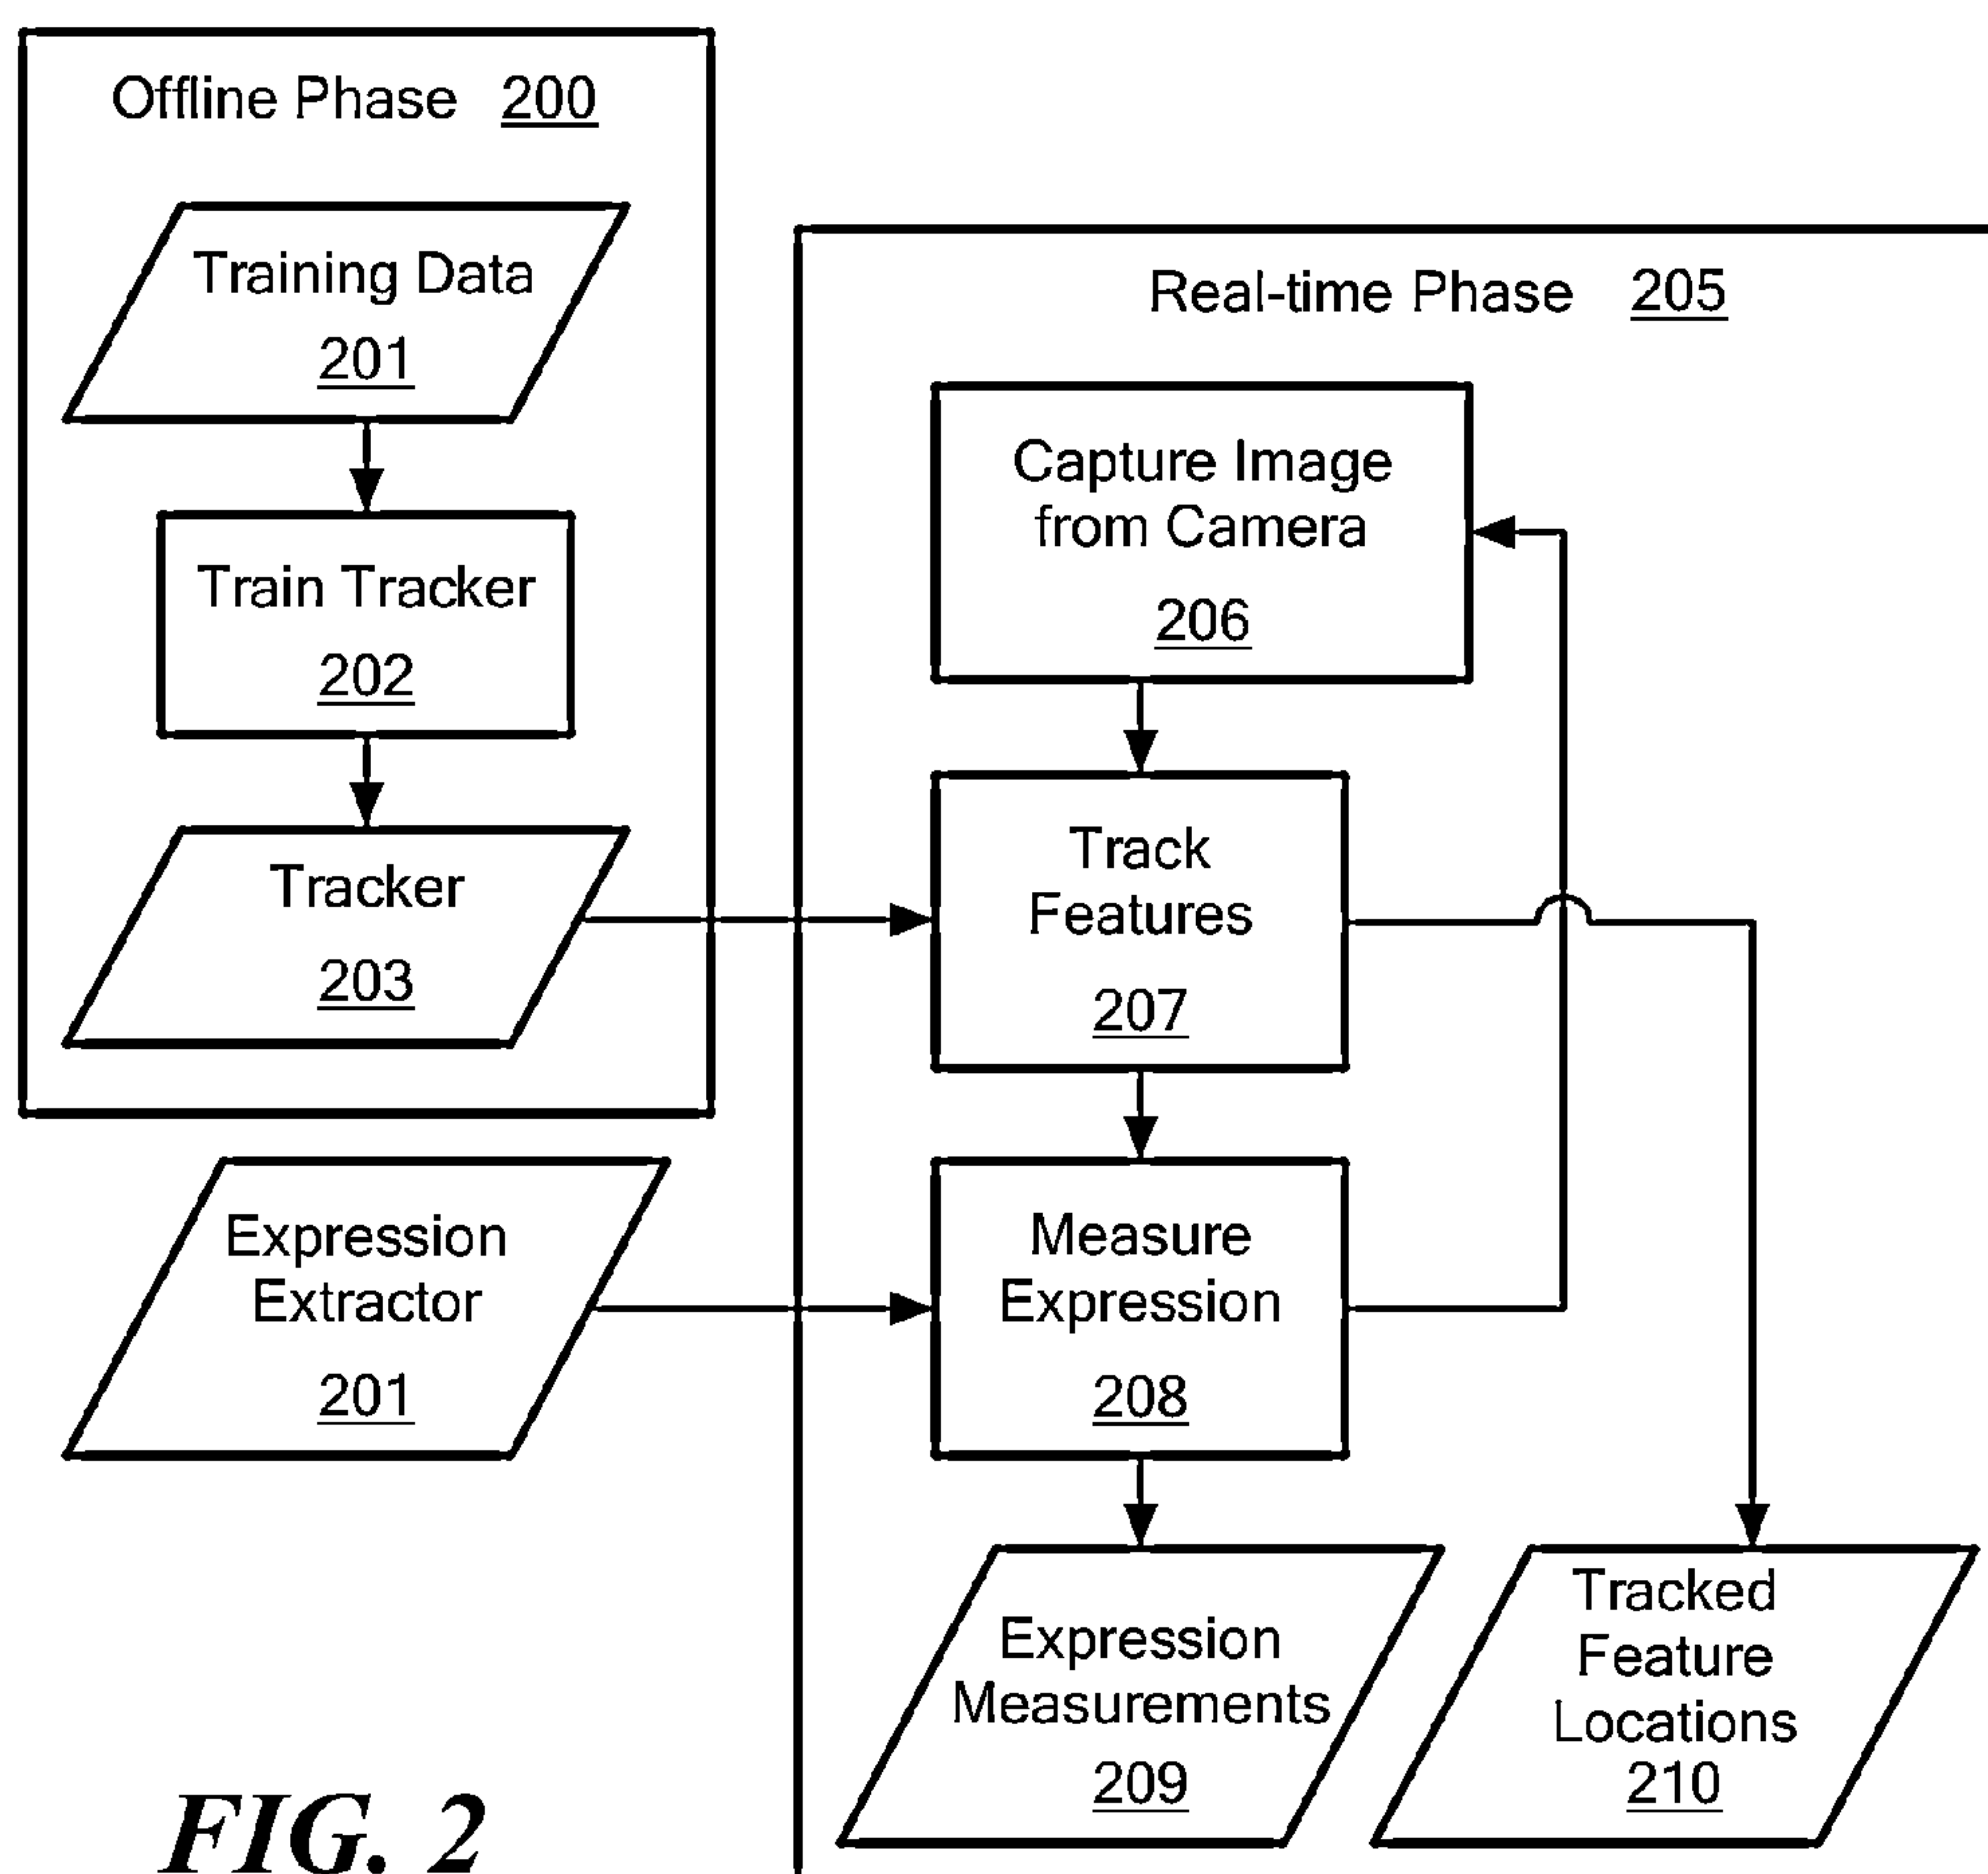 Offline Phase 200
Training Data
201
Train Tracker
202
Tracker
203
Expression
Extractor
201
Real-time Phase 205
Capture Image
from Camera
206
Track
Features
207
Measure
Expression
208
Expression
Measurements
209
Tracked
Feature
Locations
210
FIG. 2